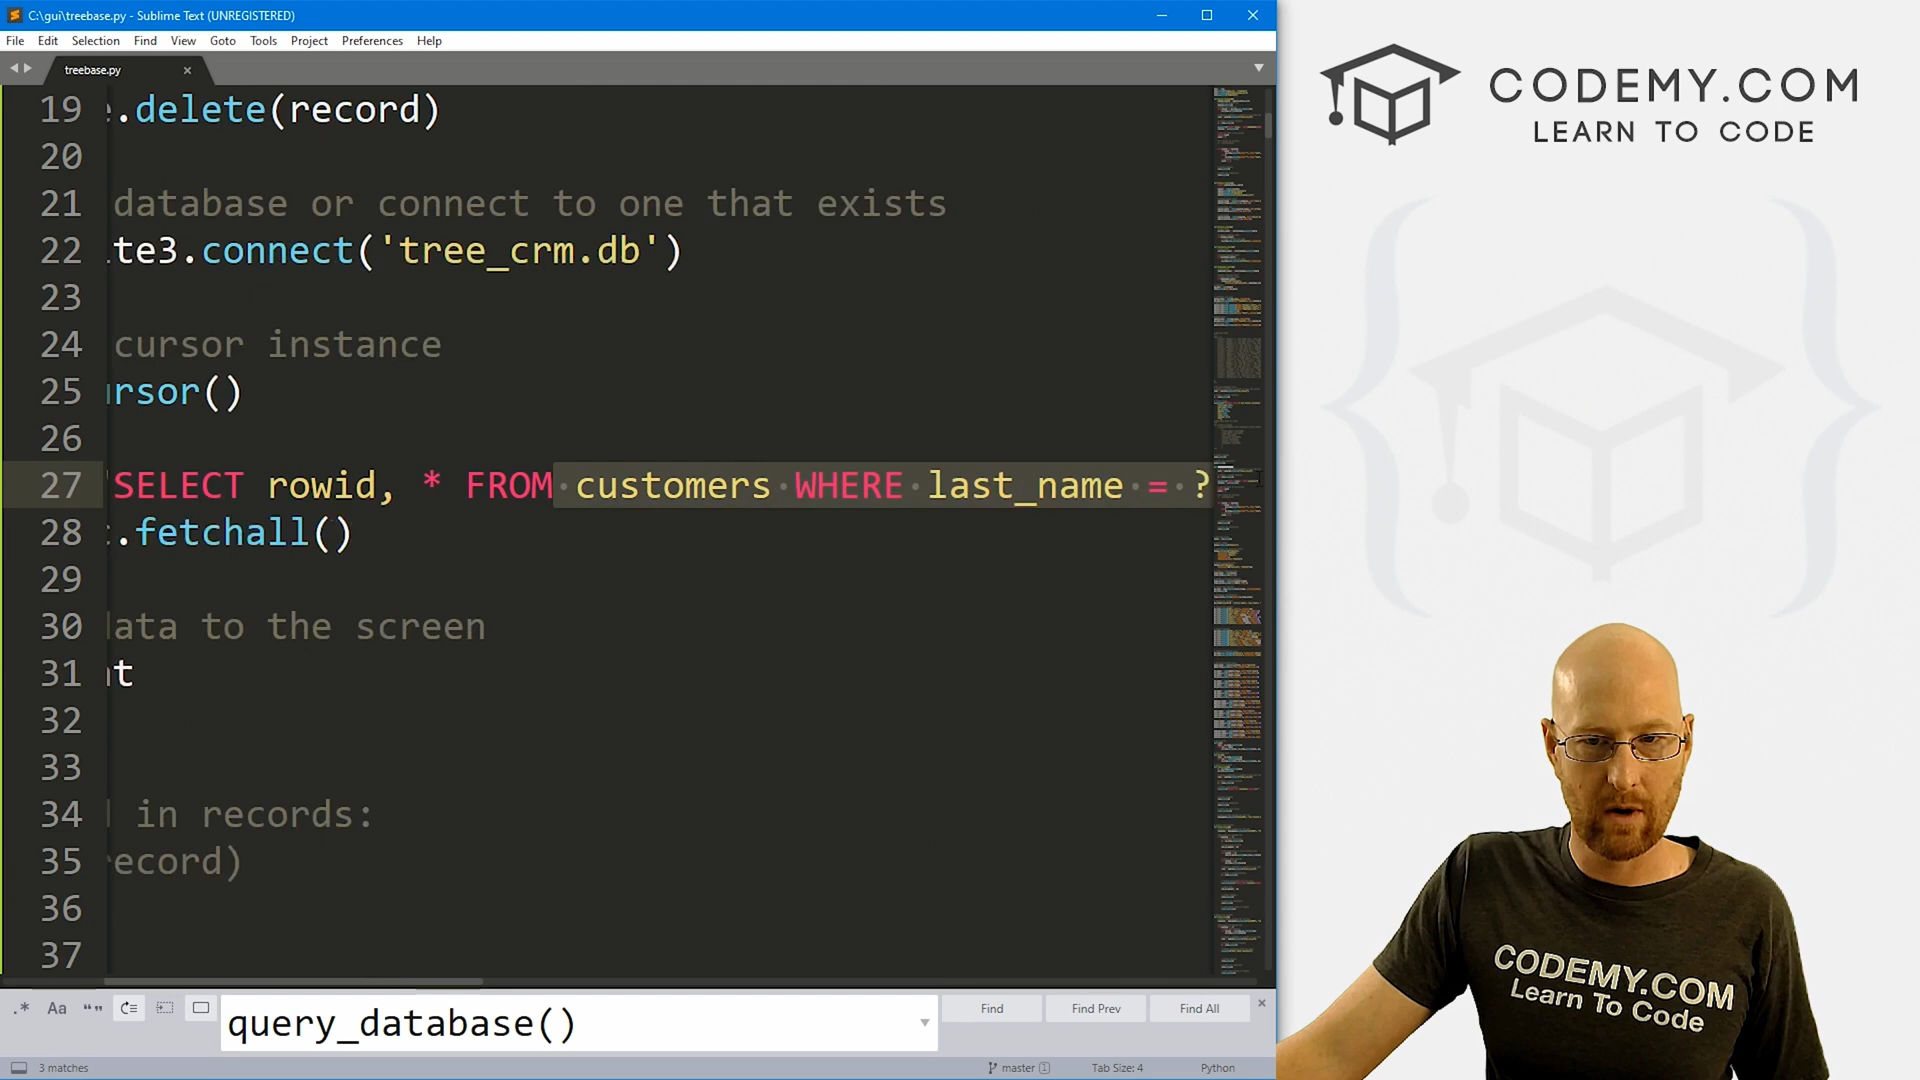 C:\gui\treebase.py - Sublime Text (UNREGISTERED)
File Edit Selection Find View Goto Tools Project Preferences Help
treebase.py
19 .delete(record)
20
21 database or connect to one that exists
22 te3.connect('tree_crm.db')
23
24 cursor instance
25 rsor()
26
27 SELECT rowid, * FROM customers WHERE last_name = ?
28 .fetchall()
29
30 data to the screen
31 t
32
33
34 in records:
35 record)
36
37
.* Aa “”
query_database()
Find Find Prev Find All
3 matches
master 1
Tab Size: 4
Python
CODEMY.COM
LEARN TO CODE
CODEMY.COM
Learn To Code